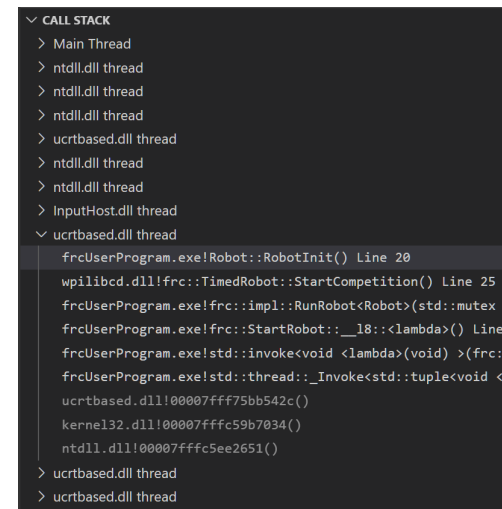 CALL STACK
Main Thread
ntdll.dll thread
ntdll.dll thread
ntdll.dll thread
ucrtbased.dll thread
ntdll.dll thread
ntdll.dll thread
InputHost.dll thread
ucrtbased.dll thread
frcUserProgram.exe!Robot::RobotInit() Line 20
wpilibcd.dll!frc::TimedRobot::StartCompetition() Line 25
frcUserProgram.exe!frc::impl::RunRobot<Robot>(std::mutex
frcUserProgram.exe!frc::StartRobot::__l8::<lambda>() Line
frcUserProgram.exe!std::invoke<void <lambda>(void) >(frc:
frcUserProgram.exe!std::thread::_Invoke<std::tuple<void <
ucrtbased.dll!00007fff75bb542c()
kernel32.dll!00007fffc59b7034()
ntdll.dll!00007fffc5ee2651()
ucrtbased.dll thread
ucrtbased.dll thread